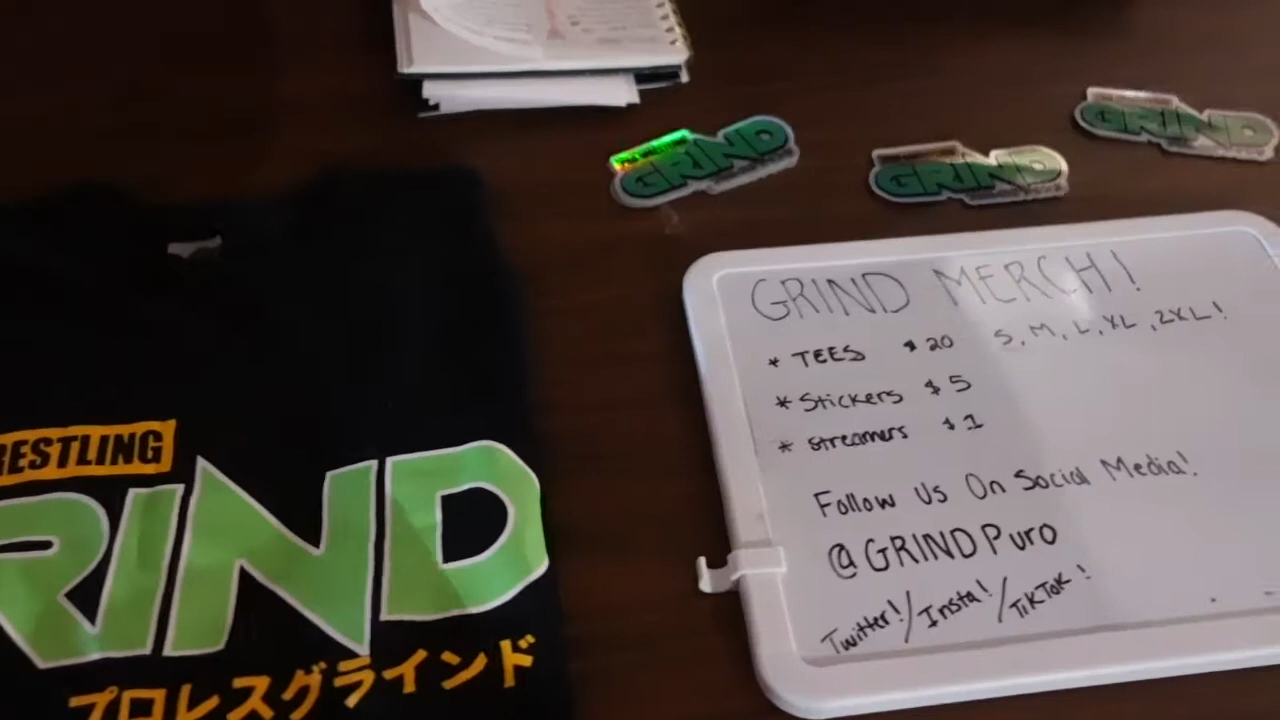 GRIND
GRIND
GRIND
GRIND MERCH!
* TEES $20 S, M, L, XL, 2XL!
* Stickers $5
* streamers $1
Follow Us On Social Media!
@GRINDPuro
Twitter!/Insta!/TikTok!
RESTLING
RIND
プロレスグラインド